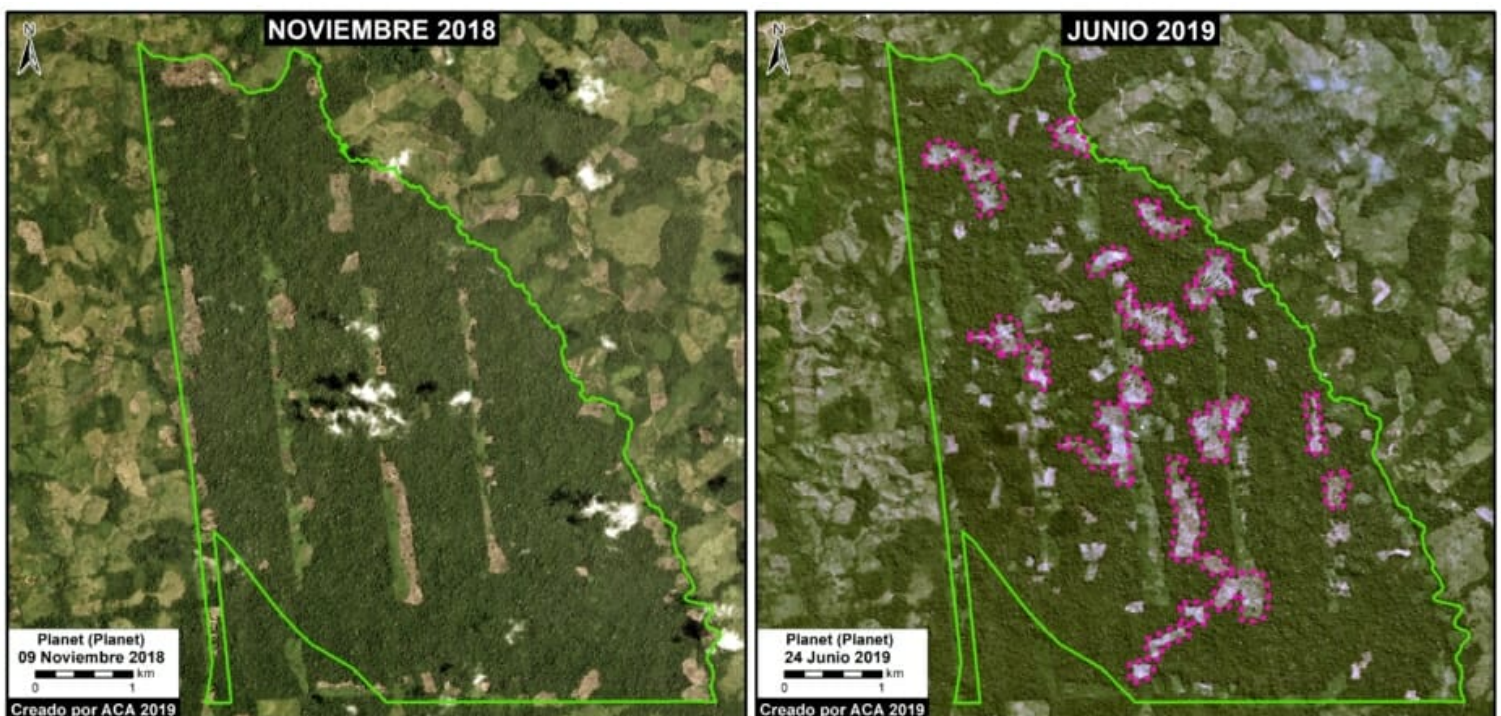 NOVIEMBRE 2018
N
Planet (Planet)
09 Noviembre 2018
km
0 1
Creado por ACA 2019
JUNIO 2019
N
Planet (Planet)
24 Junio 2019
km
0 1
Creado por ACA 2019